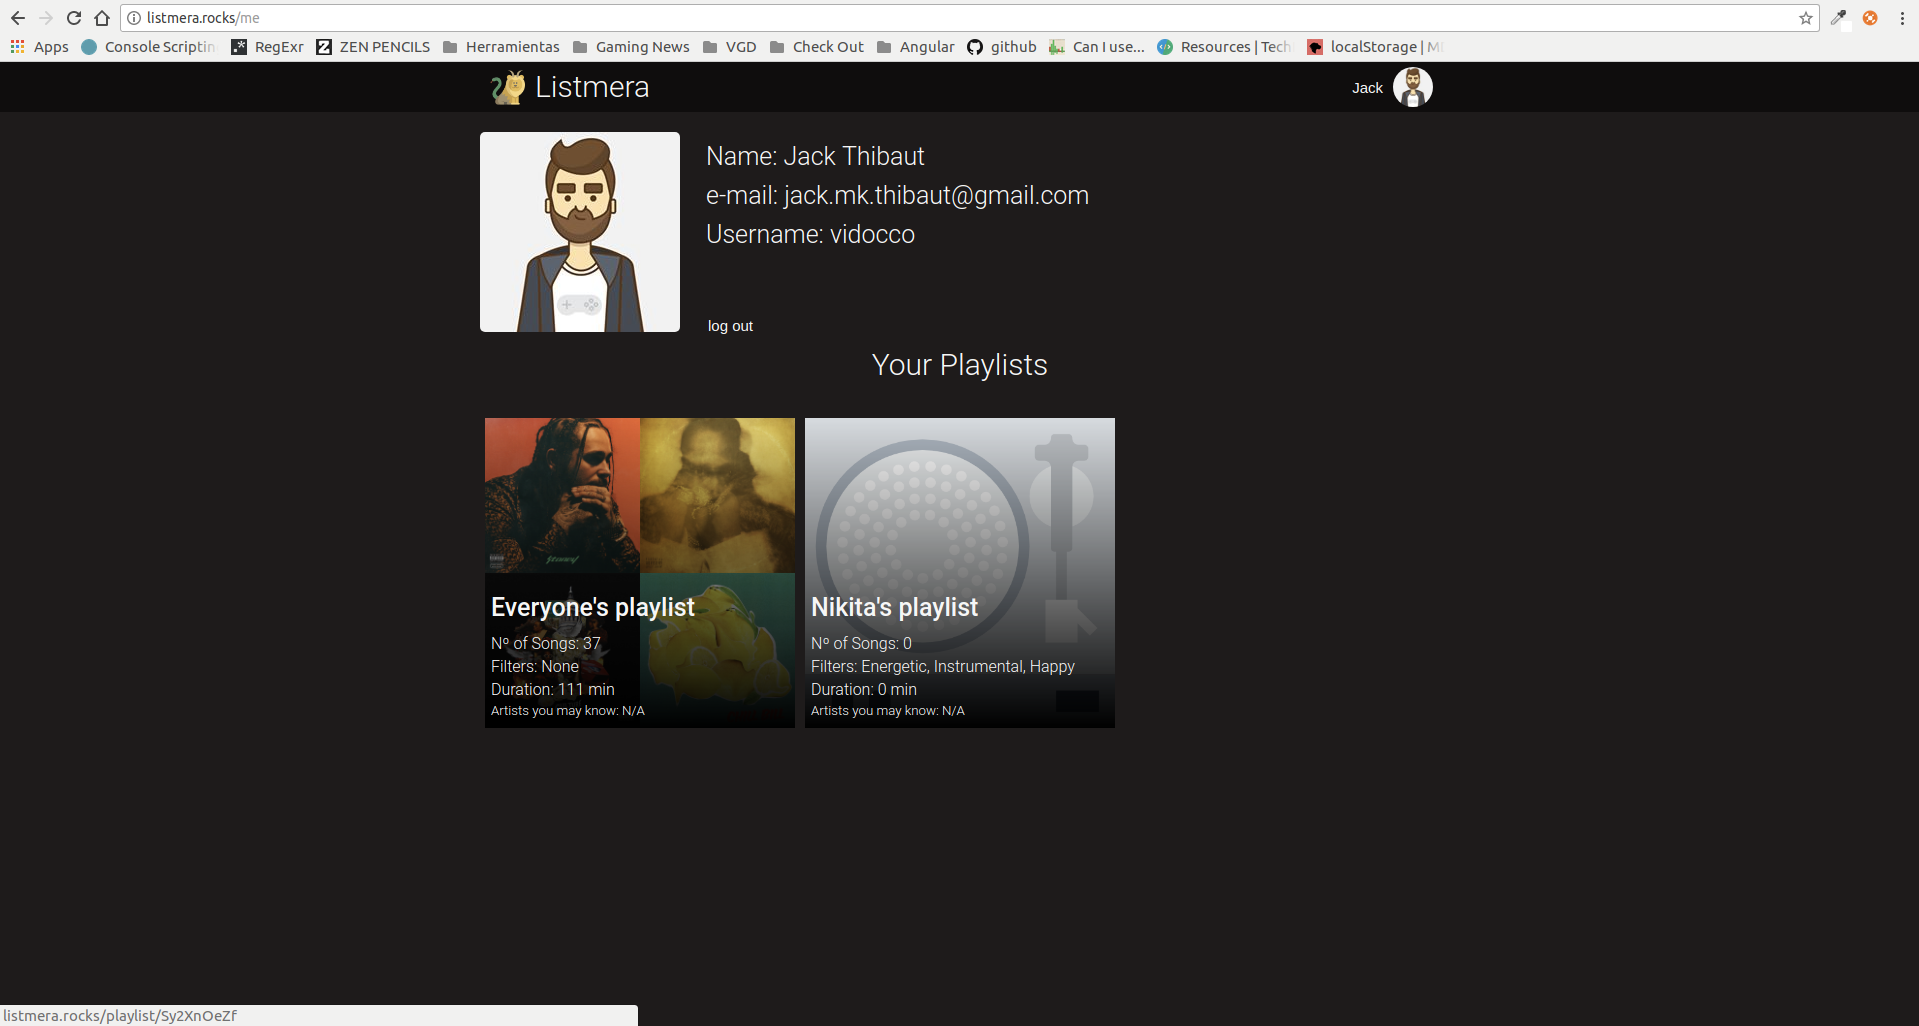 listmera.rocks/me
Apps Console Scriptin RegExr ZEN PENCILS Herramientas Gaming News VGD Check Out Angular github Can I use... Resources | Tech localStorage | M
Listmera
Jack
Name: Jack Thibaut
e-mail: jack.mk.thibaut@gmail.com
Username: vidocco
log out
Your Playlists
Everyone's playlist
Nº of Songs: 37
Filters: None
Duration: 111 min
Artists you may know: N/A
Nikita's playlist
Nº of Songs: 0
Filters: Energetic, Instrumental, Happy
Duration: 0 min
Artists you may know: N/A
listmera.rocks/playlist/Sy2XnOeZf